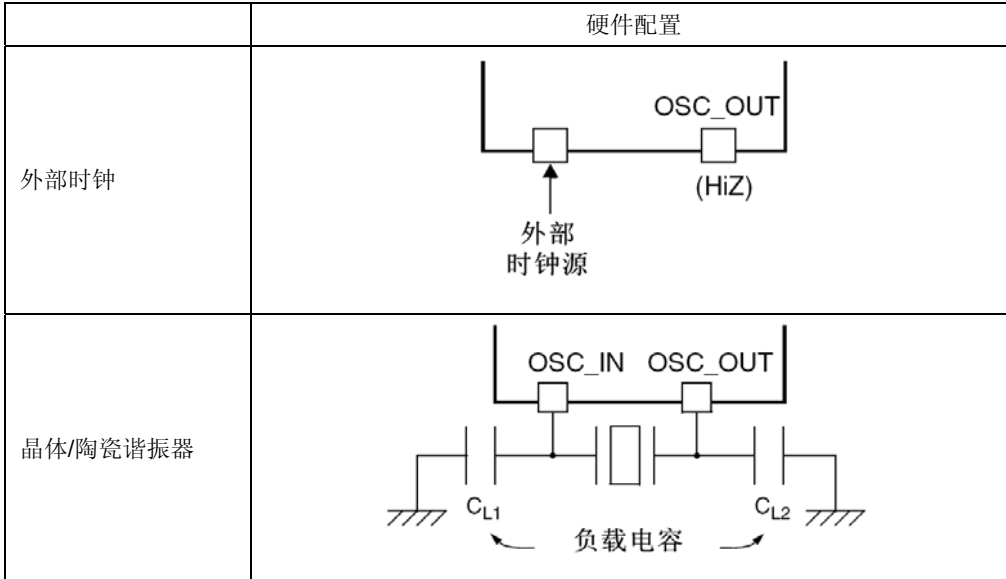 硬件配置
外部时钟
OSC_OUT
(HiZ)
外部
时钟源
晶体/陶瓷谐振器
OSC_IN OSC_OUT
CL1
CL2
负载电容